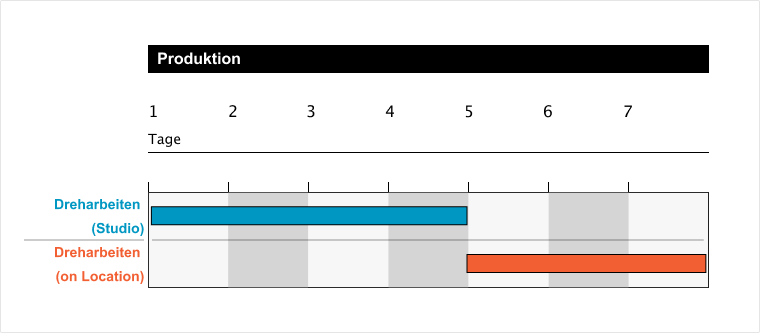 Produktion
1 2 3 4 5 6 7
Tage
Dreharbeiten
(Studio)
Dreharbeiten
(on Location)